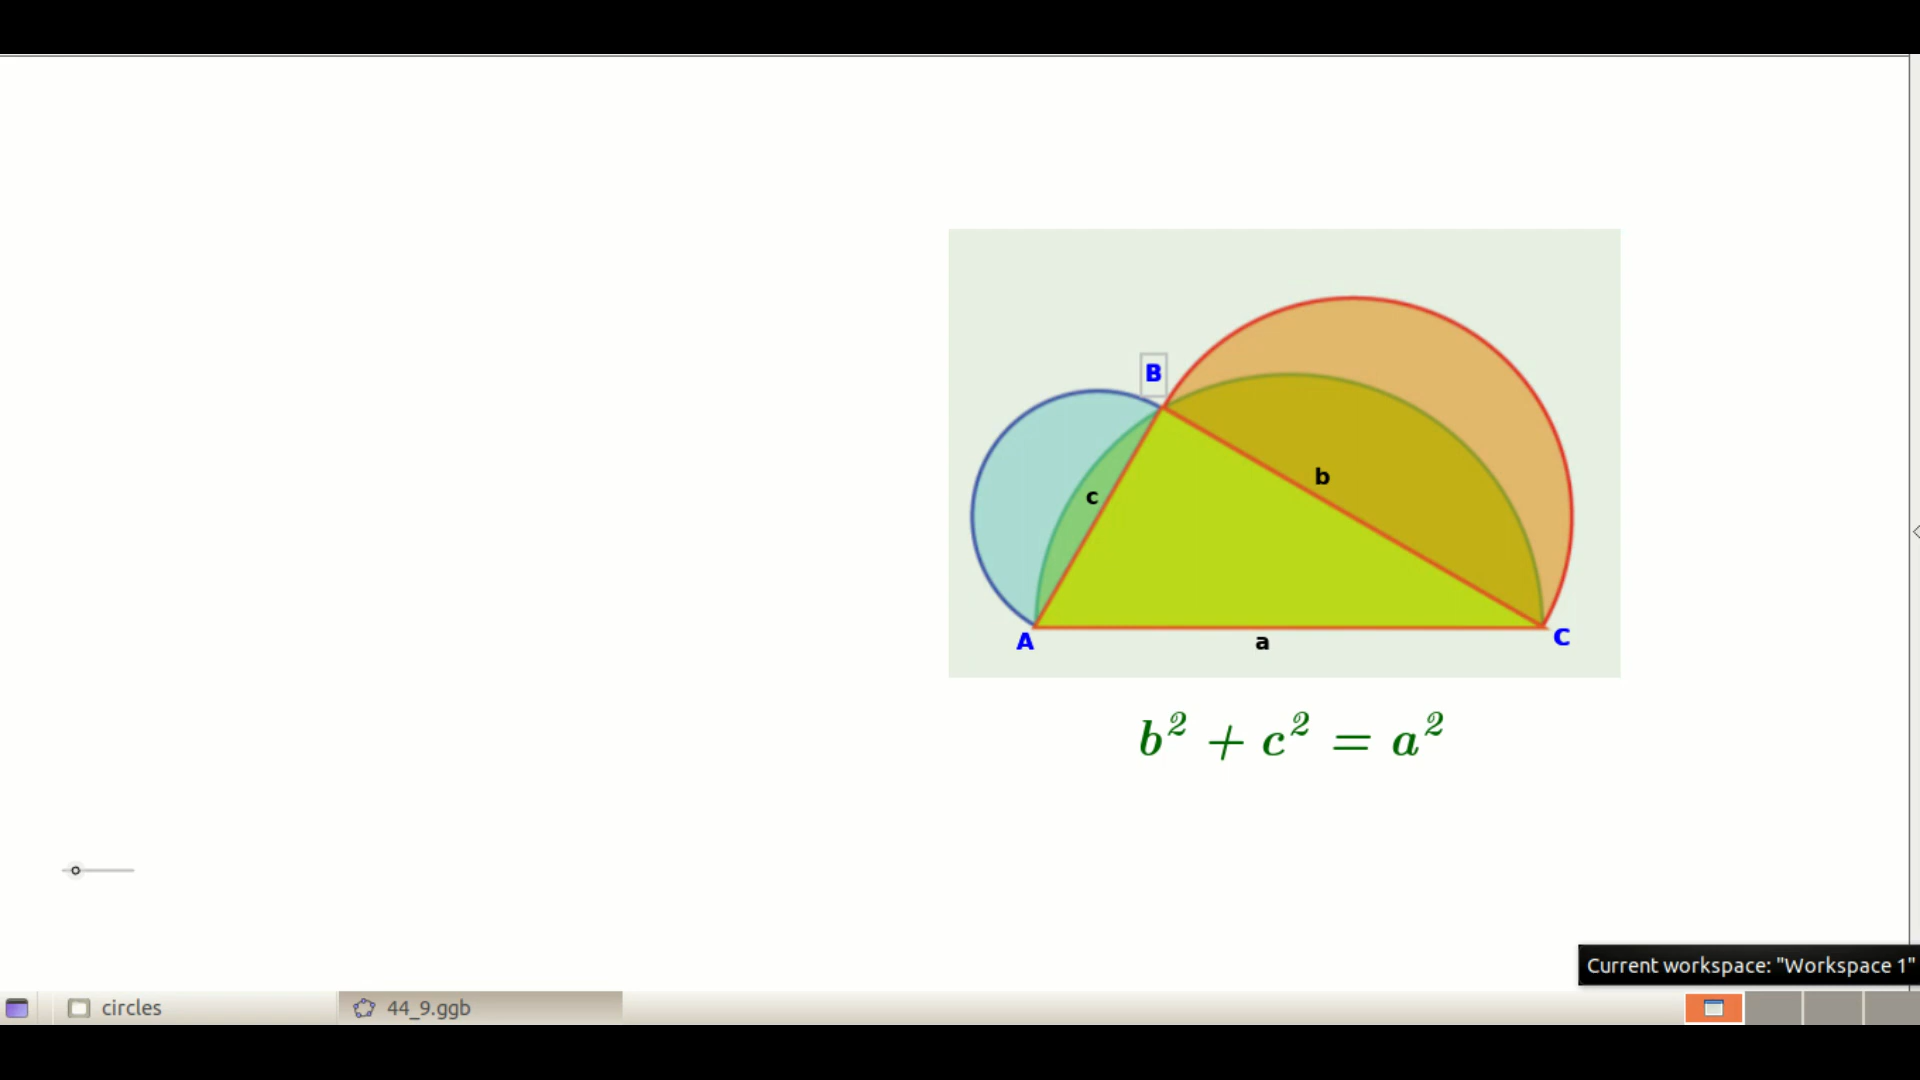 B
b
c
A
a
C
b² + c² = a²
Current workspace: "Workspace 1"
circles
44_9.ggb